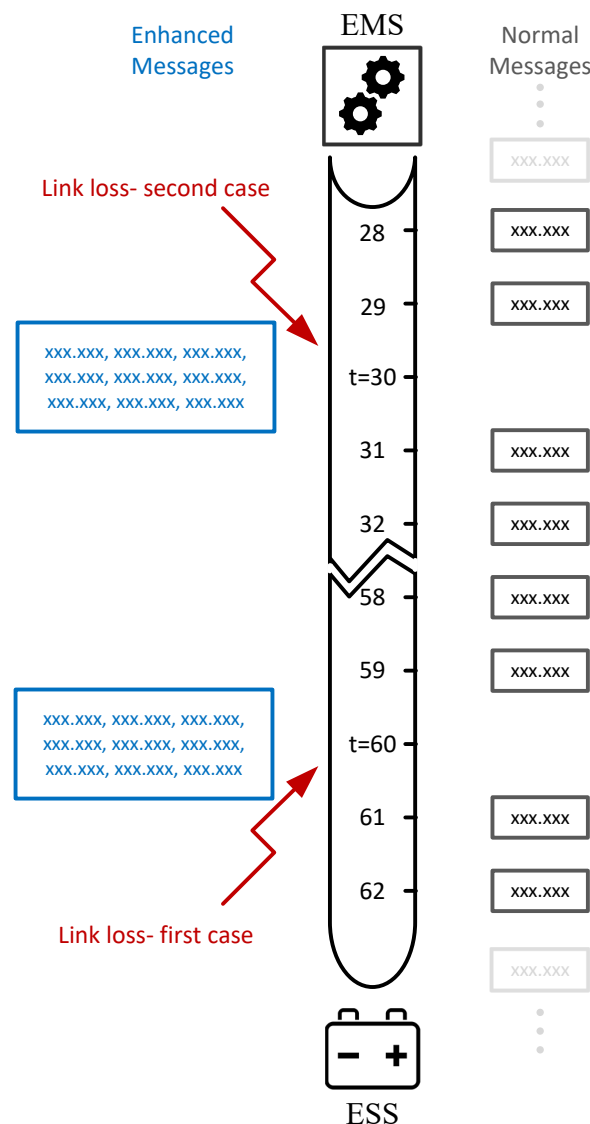 Enhanced
Messages
EMS
Normal
Messages
xxx.xxx
Link loss- second case
28
xxx.xxx
29
xxx.xxx
xxx.xxx, xxx.xxx, xxx.xxx,
xxx.xxx, xxx.xxx, xxx.xxx,
xxx.xxx, xxx.xxx, xxx.xxx
t=30
31
xxx.xxx
32
xxx.xxx
58
xxx.xxx
59
xxx.xxx
xxx.xxx, xxx.xxx, xxx.xxx,
xxx.xxx, xxx.xxx, xxx.xxx,
xxx.xxx, xxx.xxx, xxx.xxx
t=60
61
xxx.xxx
62
xxx.xxx
Link loss- first case
xxx.xxx
ESS